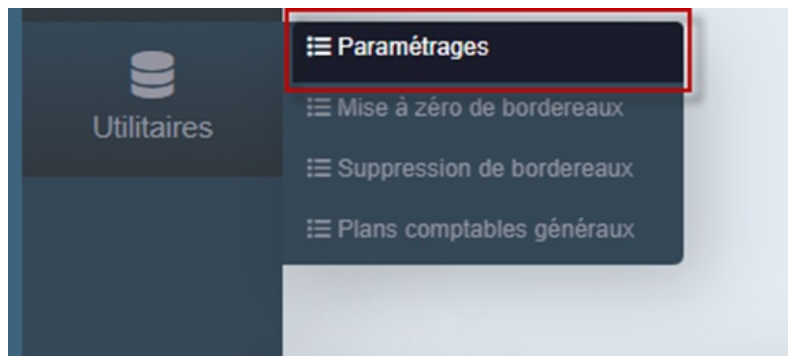 Utilitaires
Paramétrages
Mise à zéro de bordereaux
Suppression de bordereaux
Plans comptables généraux